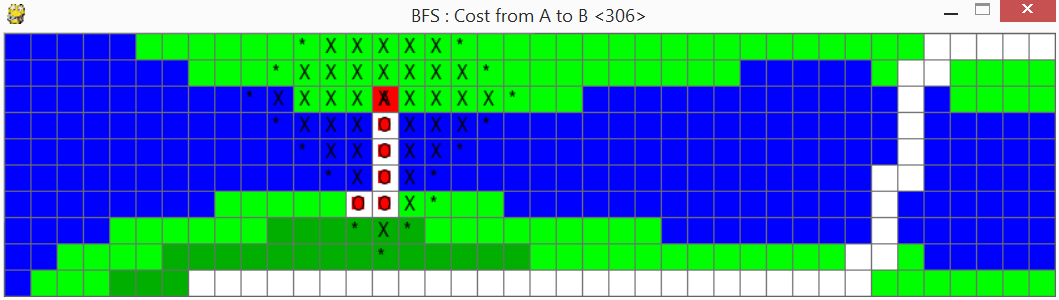 BFS : Cost from A to B <306>
* X X X X X *
* X X X X X X X *
* X X X X X X X X *
* X X X O X X X *
* X X O X X *
* X O X *
O O X *
* X *
*